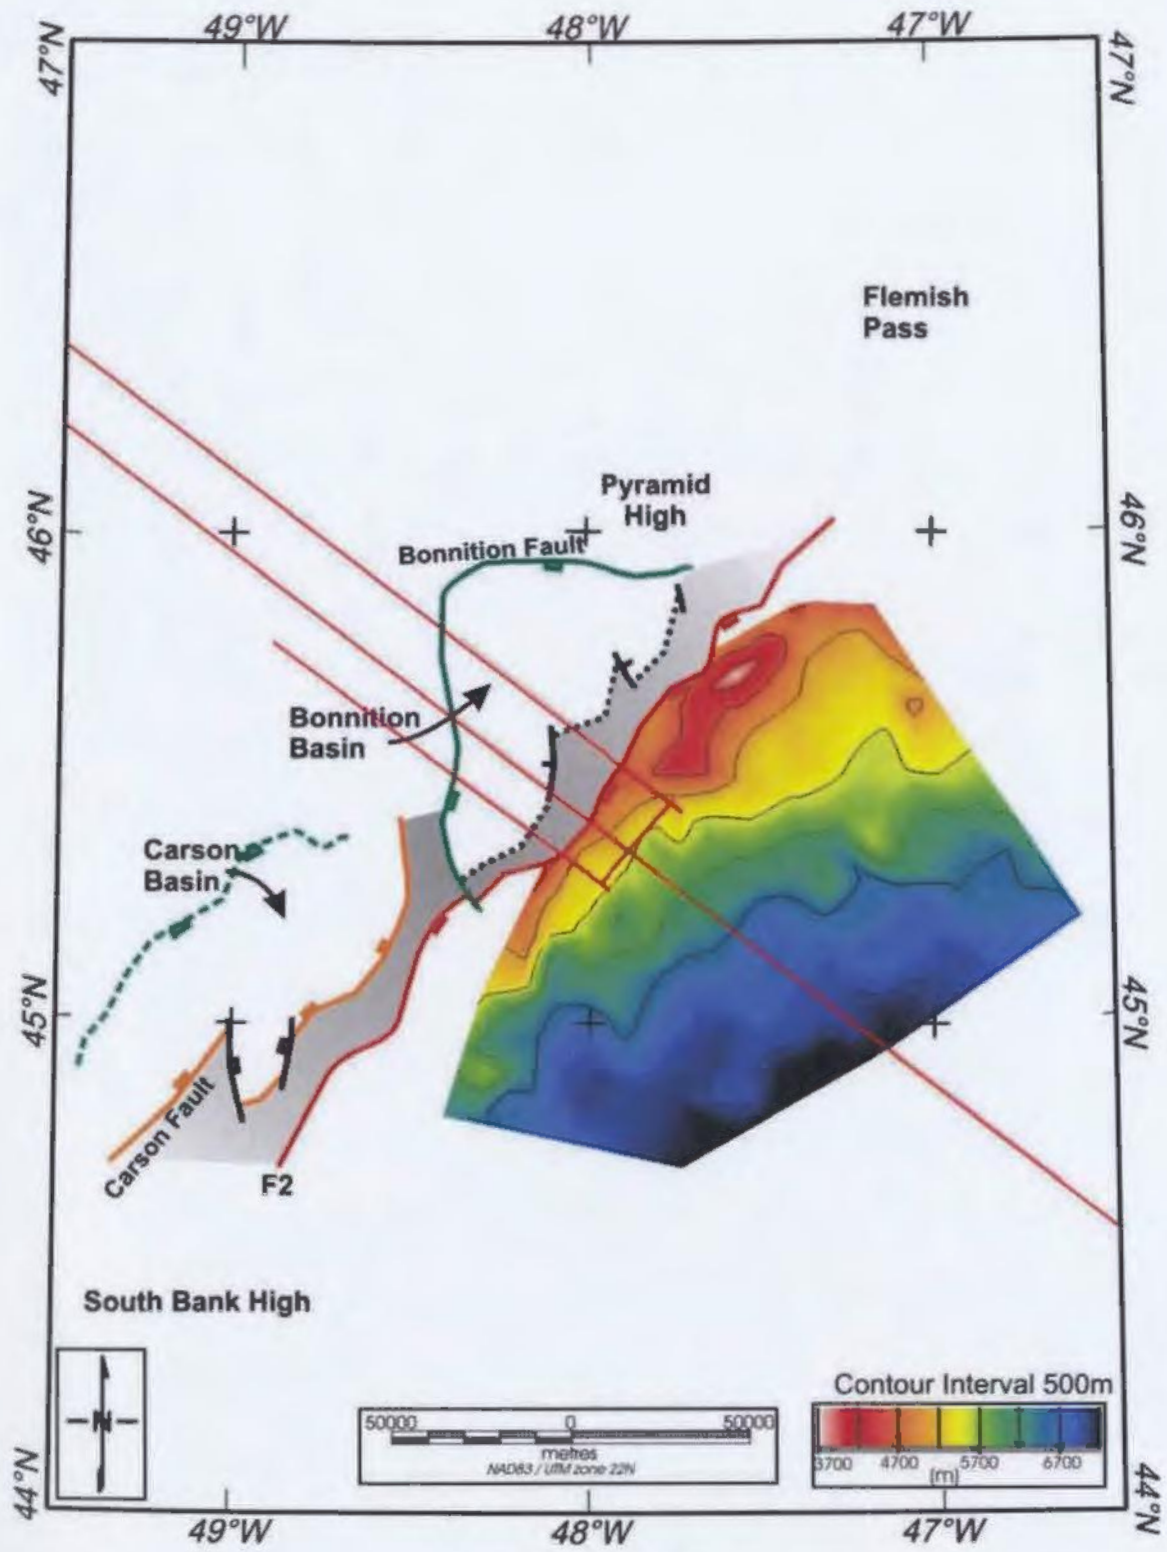 49°W 48°W 47°W
47°N
47°N
Flemish
Pass
Pyramid
High
46°N
46°N
Bonnition Fault
Bonnition
Basin
Carson
Basin
45°N
45°N
Carson Fault
F2
South Bank High
N
Contour Interval 500m
50000 0 50000
metres
NAD83 / UTM zone 22N
3700 4700 5700 6700
(m)
44°N
44°N
49°W 48°W 47°W